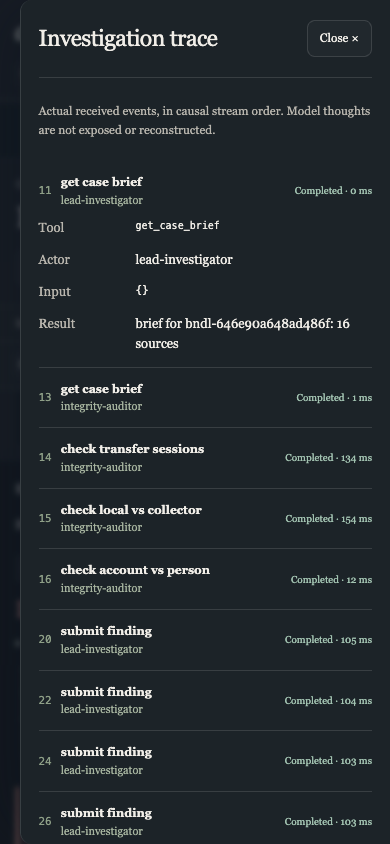 Investigation trace
Close ×
Actual received events, in causal stream order. Model thoughts
are not exposed or reconstructed.
11 get case brief Completed · 0 ms
lead-investigator
Tool get_case_brief
Actor lead-investigator
Input {}
Result brief for bndl-646e90a648ad486f: 16
sources
13 get case brief Completed · 1 ms
integrity-auditor
14 check transfer sessions Completed · 134 ms
integrity-auditor
15 check local vs collector Completed · 154 ms
integrity-auditor
16 check account vs person Completed · 12 ms
integrity-auditor
20 submit finding Completed · 105 ms
lead-investigator
22 submit finding Completed · 104 ms
lead-investigator
24 submit finding Completed · 103 ms
lead-investigator
26 submit finding Completed · 103 ms
lead-investigator